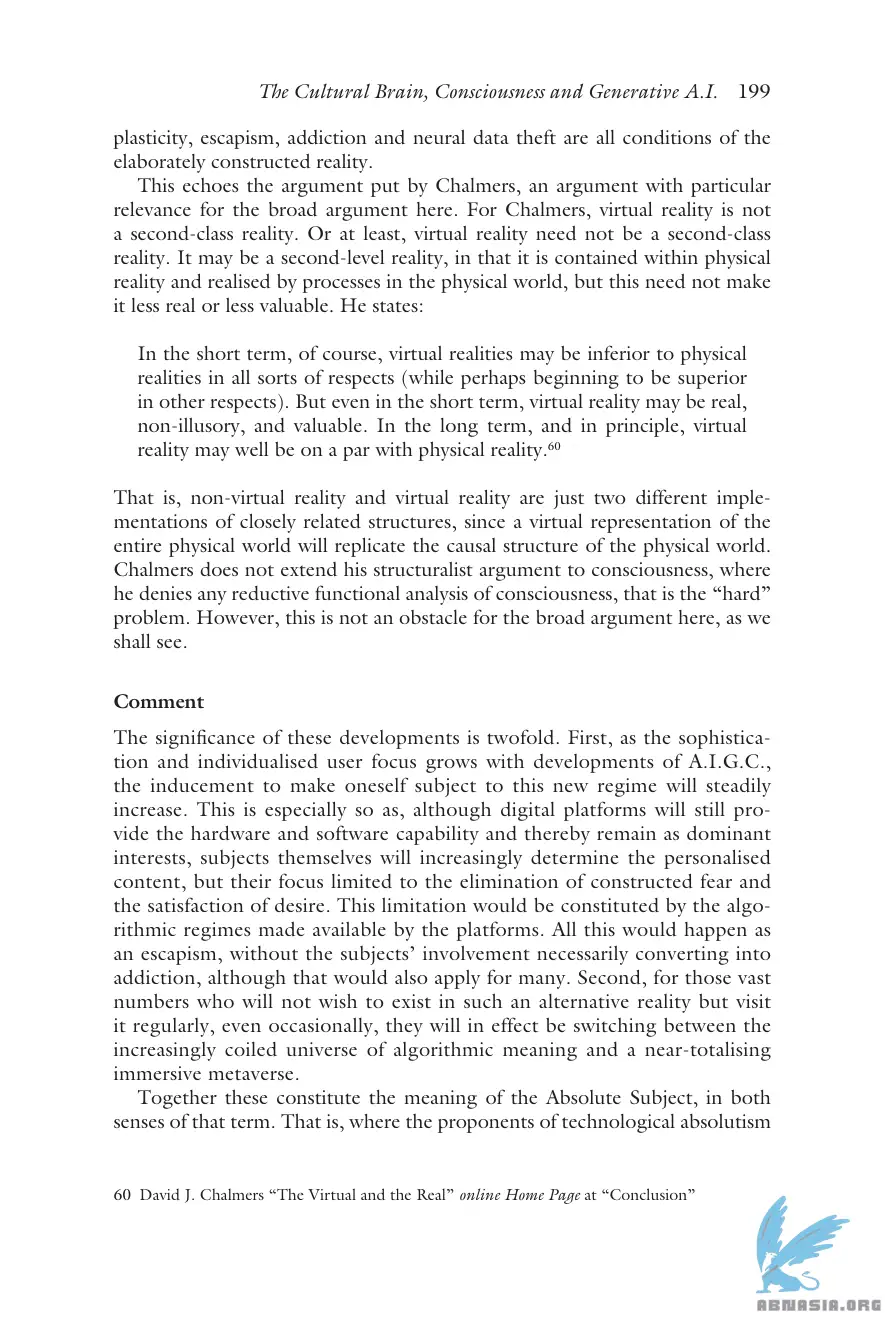 The Cultural Brain, Consciousness and Generative A.I. 199
plasticity, escapism, addiction and neural data theft are all conditions of the
elaborately constructed reality.
This echoes the argument put by Chalmers, an argument with particular
relevance for the broad argument here. For Chalmers, virtual reality is not
a second-class reality. Or at least, virtual reality need not be a second-class
reality. It may be a second-level reality, in that it is contained within physical
reality and realised by processes in the physical world, but this need not make
it less real or less valuable. He states:
In the short term, of course, virtual realities may be inferior to physical
realities in all sorts of respects (while perhaps beginning to be superior
in other respects). But even in the short term, virtual reality may be real,
non-illusory, and valuable. In the long term, and in principle, virtual
reality may well be on a par with physical reality.⁶⁰
That is, non-virtual reality and virtual reality are just two different imple-
mentations of closely related structures, since a virtual representation of the
entire physical world will replicate the causal structure of the physical world.
Chalmers does not extend his structuralist argument to consciousness, where
he denies any reductive functional analysis of consciousness, that is the “hard”
problem. However, this is not an obstacle for the broad argument here, as we
shall see.
Comment
The significance of these developments is twofold. First, as the sophistica-
tion and individualised user focus grows with developments of A.I.G.C.,
the inducement to make oneself subject to this new regime will steadily
increase. This is especially so as, although digital platforms will still pro-
vide the hardware and software capability and thereby remain as dominant
interests, subjects themselves will increasingly determine the personalised
content, but their focus limited to the elimination of constructed fear and
the satisfaction of desire. This limitation would be constituted by the algo-
rithmic regimes made available by the platforms. All this would happen as
an escapism, without the subjects’ involvement necessarily converting into
addiction, although that would also apply for many. Second, for those vast
numbers who will not wish to exist in such an alternative reality but visit
it regularly, even occasionally, they will in effect be switching between the
increasingly coiled universe of algorithmic meaning and a near-totalising
immersive metaverse.
Together these constitute the meaning of the Absolute Subject, in both
senses of that term. That is, where the proponents of technological absolutism
60 David J. Chalmers “The Virtual and the Real” online Home Page at “Conclusion”
ABNASIA.ORG